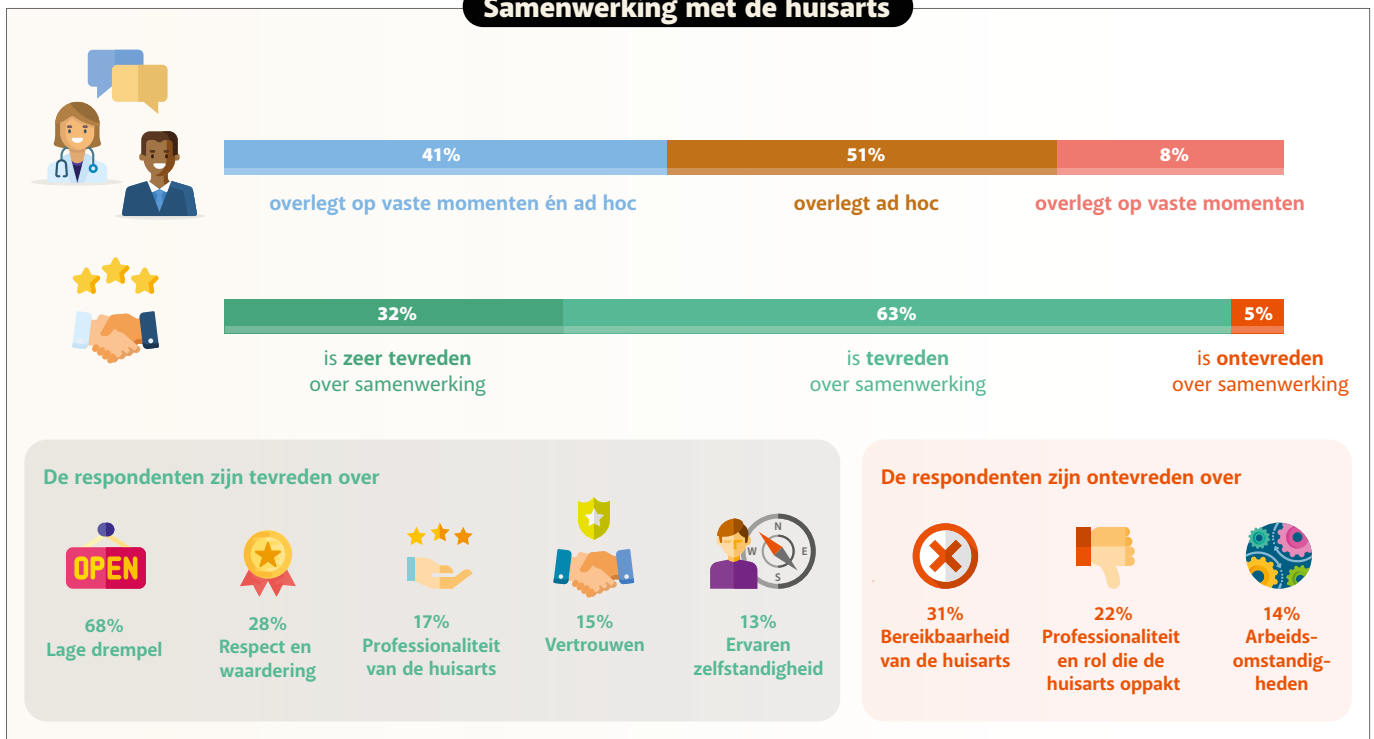 Samenwerking met de huisarts
41%
51%
8%
overlegt op vaste momenten én ad hoc
overlegt ad hoc
overlegt op vaste momenten
32%
63%
5%
is zeer tevreden
over samenwerking
is tevreden
over samenwerking
is ontevreden
over samenwerking
De respondenten zijn tevreden over
OPEN
68%
Lage drempel
28%
Respect en
waardering
17%
Professionaliteit
van de huisarts
15%
Vertrouwen
N
W
E
S
13%
Ervaren
zelfstandigheid
De respondenten zijn ontevreden over
31%
Bereikbaarheid
van de huisarts
22%
Professionaliteit
en rol die de
huisarts oppakt
14%
Arbeids-
omstandig-
heden